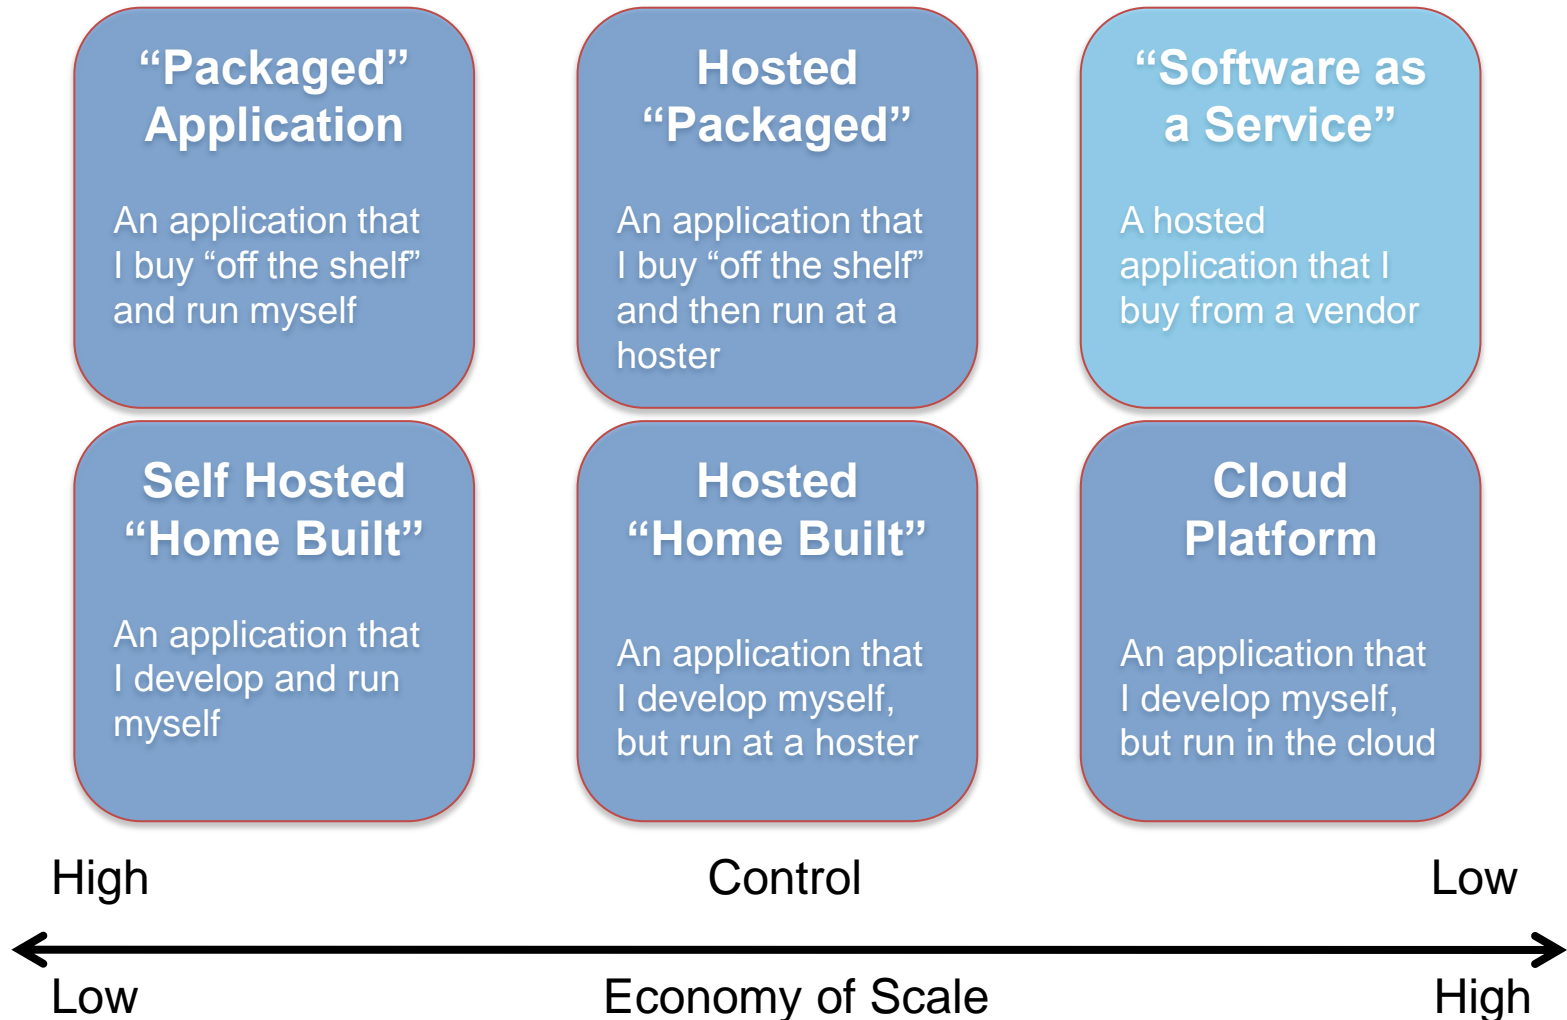 “Packaged”
Application
An application that
I buy “off the shelf”
and run myself
Hosted
“Packaged”
An application that
I buy “off the shelf”
and then run at a
hoster
“Software as
a Service”
A hosted
application that I
buy from a vendor
Self Hosted
“Home Built”
An application that
I develop and run
myself
Hosted
“Home Built”
An application that
I develop myself,
but run at a hoster
Cloud
Platform
An application that
I develop myself,
but run in the cloud
High Control Low
Low Economy of Scale High